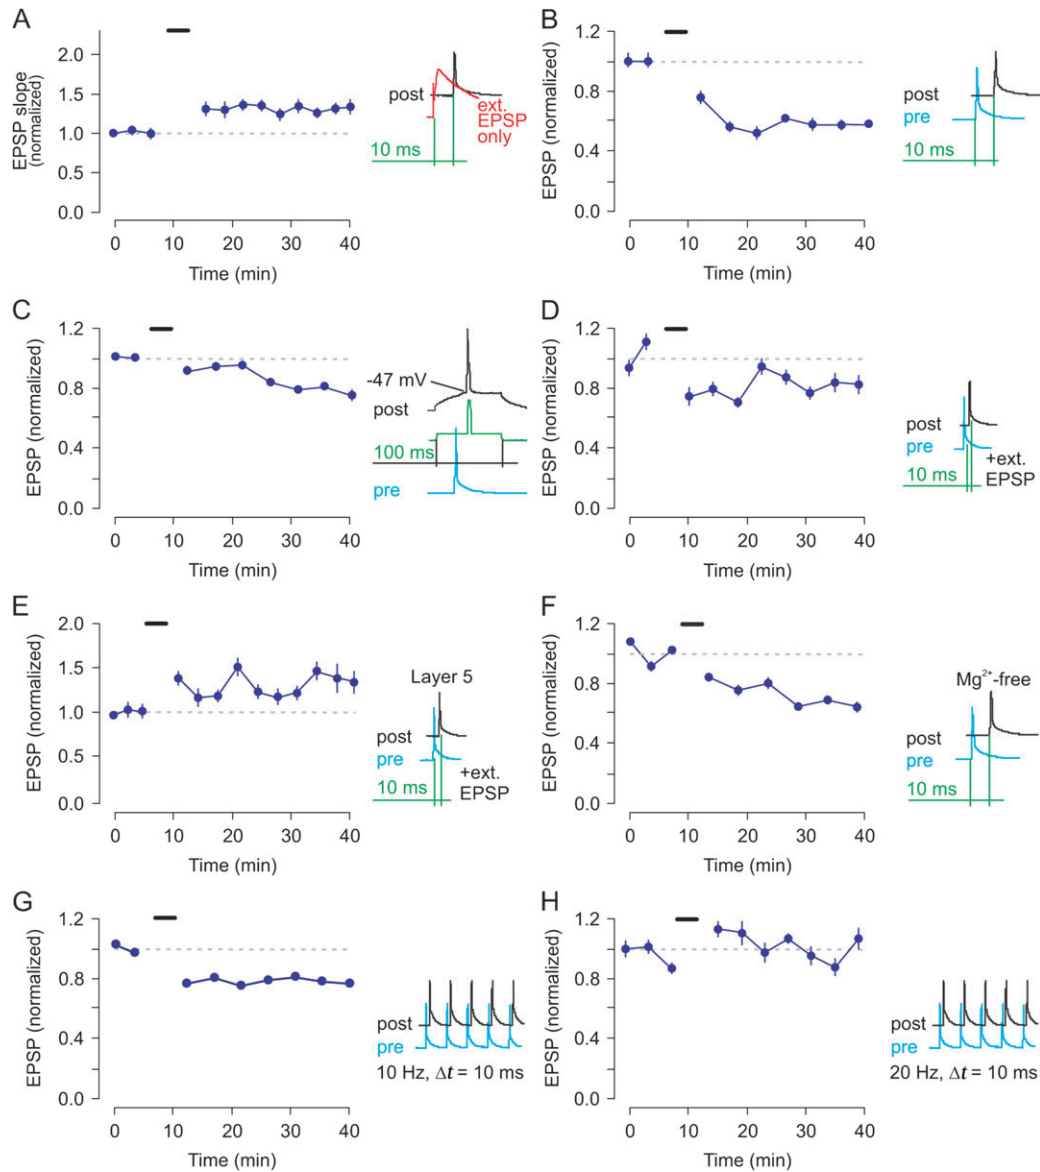 A
EPSP slope
(normalized)
2.0
1.5
1.0
0.5
0.0
0 10 20 30 40
Time (min)
post
ext.
EPSP
only
10 ms
B
EPSP (normalized)
1.2
0.8
0.4
0.0
0 10 20 30 40
Time (min)
post
pre
10 ms
C
EPSP (normalized)
1.2
0.8
0.4
0.0
0 10 20 30 40
Time (min)
-47 mV
post
100 ms
pre
D
EPSP (normalized)
1.2
0.8
0.4
0.0
0 10 20 30 40
Time (min)
post
pre
+ext.
EPSP
10 ms
E
EPSP (normalized)
2.0
1.5
1.0
0.5
0.0
0 10 20 30 40
Time (min)
Layer 5
post
pre
+ext.
EPSP
10 ms
F
EPSP (normalized)
1.2
0.8
0.4
0.0
0 10 20 30 40
Time (min)
Mg²⁺-free
post
pre
10 ms
G
EPSP (normalized)
1.2
0.8
0.4
0.0
0 10 20 30 40
Time (min)
post
pre
10 Hz, Δt = 10 ms
H
EPSP (normalized)
1.2
0.8
0.4
0.0
0 10 20 30 40
Time (min)
post
pre
20 Hz, Δt = 10 ms